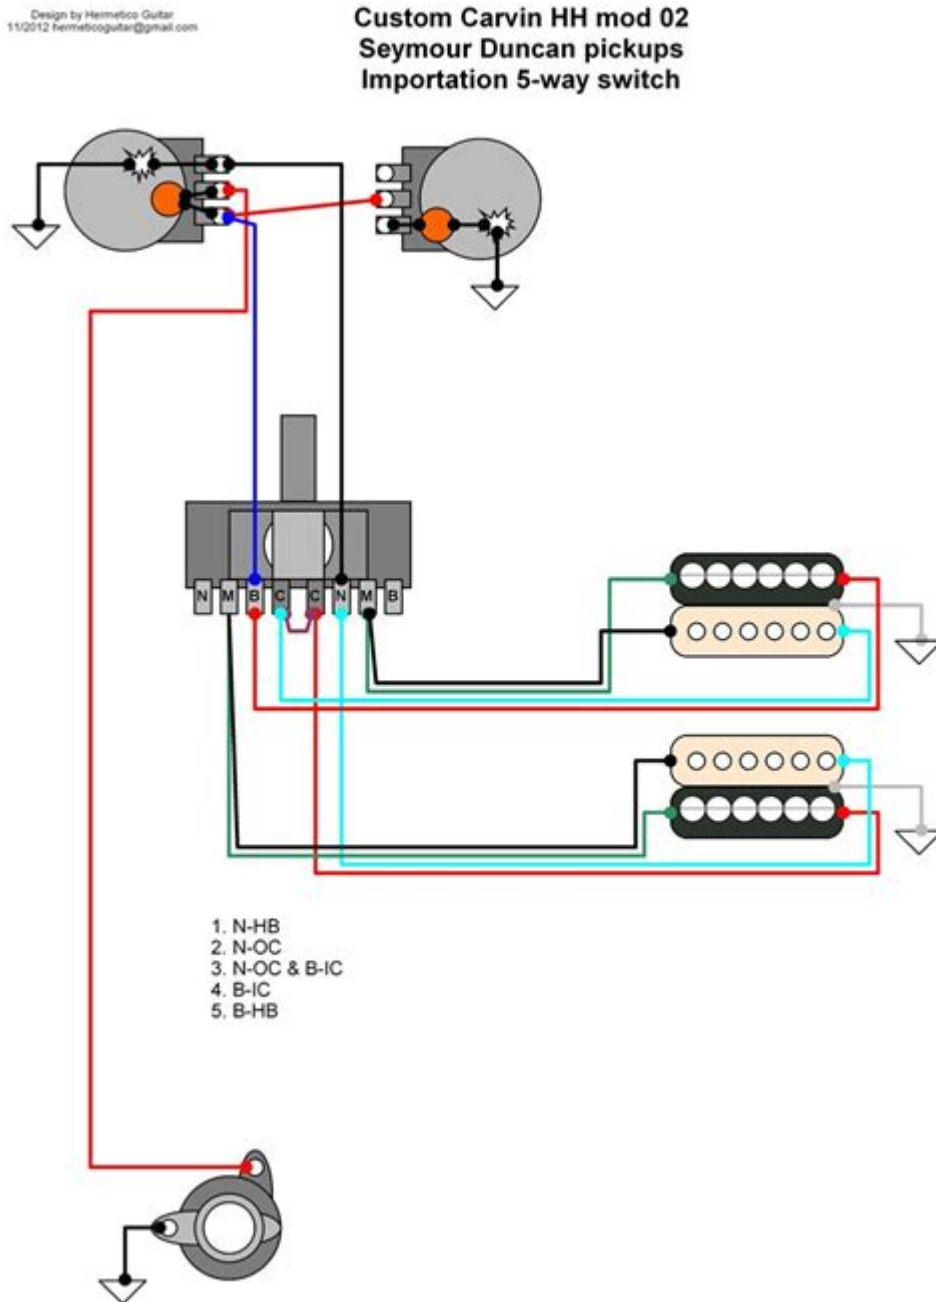 Design by Hermetico Guitar
11/2012 hermeticoguitar@gmail.com
Custom Carvin HH mod 02
Seymour Duncan pickups
Importation 5-way switch
N M B C C N M B
1. N-HB
2. N-OC
3. N-OC & B-IC
4. B-IC
5. B-HB